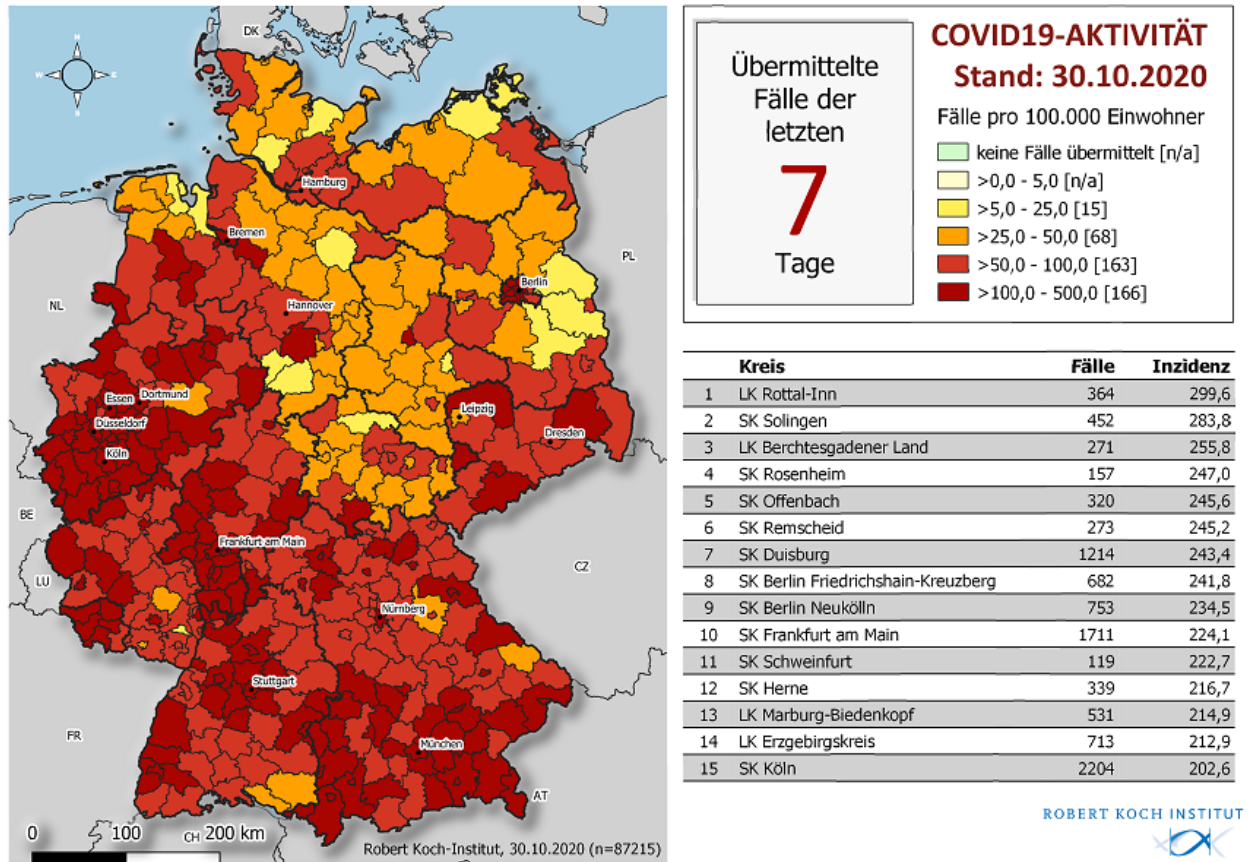 DK
N
W E
S
Hamburg
Bremen
PL
Berlin
NL
Hannover
Essen
Dortmund
Düsseldorf
Leipzig
Dresden
Köln
BE
Frankfurt am Main
CZ
LU
Nürnberg
Stuttgart
FR
München
AT
0 100 CH 200 km
Robert Koch-Institut, 30.10.2020 (n=87215)
Übermittelte
Fälle der
letzten
7
Tage
COVID19-AKTIVITÄT
Stand: 30.10.2020
Fälle pro 100.000 Einwohner
keine Fälle übermittelt [n/a]
>0,0 - 5,0 [n/a]
>5,0 - 25,0 [15]
>25,0 - 50,0 [68]
>50,0 - 100,0 [163]
>100,0 - 500,0 [166]
Kreis Fälle Inzidenz
1 LK Rottal-Inn 364 299,6
2 SK Solingen 452 283,8
3 LK Berchtesgadener Land 271 255,8
4 SK Rosenheim 157 247,0
5 SK Offenbach 320 245,6
6 SK Remscheid 273 245,2
7 SK Duisburg 1214 243,4
8 SK Berlin Friedrichshain-Kreuzberg 682 241,8
9 SK Berlin Neukölln 753 234,5
10 SK Frankfurt am Main 1711 224,1
11 SK Schweinfurt 119 222,7
12 SK Herne 339 216,7
13 LK Marburg-Biedenkopf 531 214,9
14 LK Erzgebirgskreis 713 212,9
15 SK Köln 2204 202,6
ROBERT KOCH INSTITUT